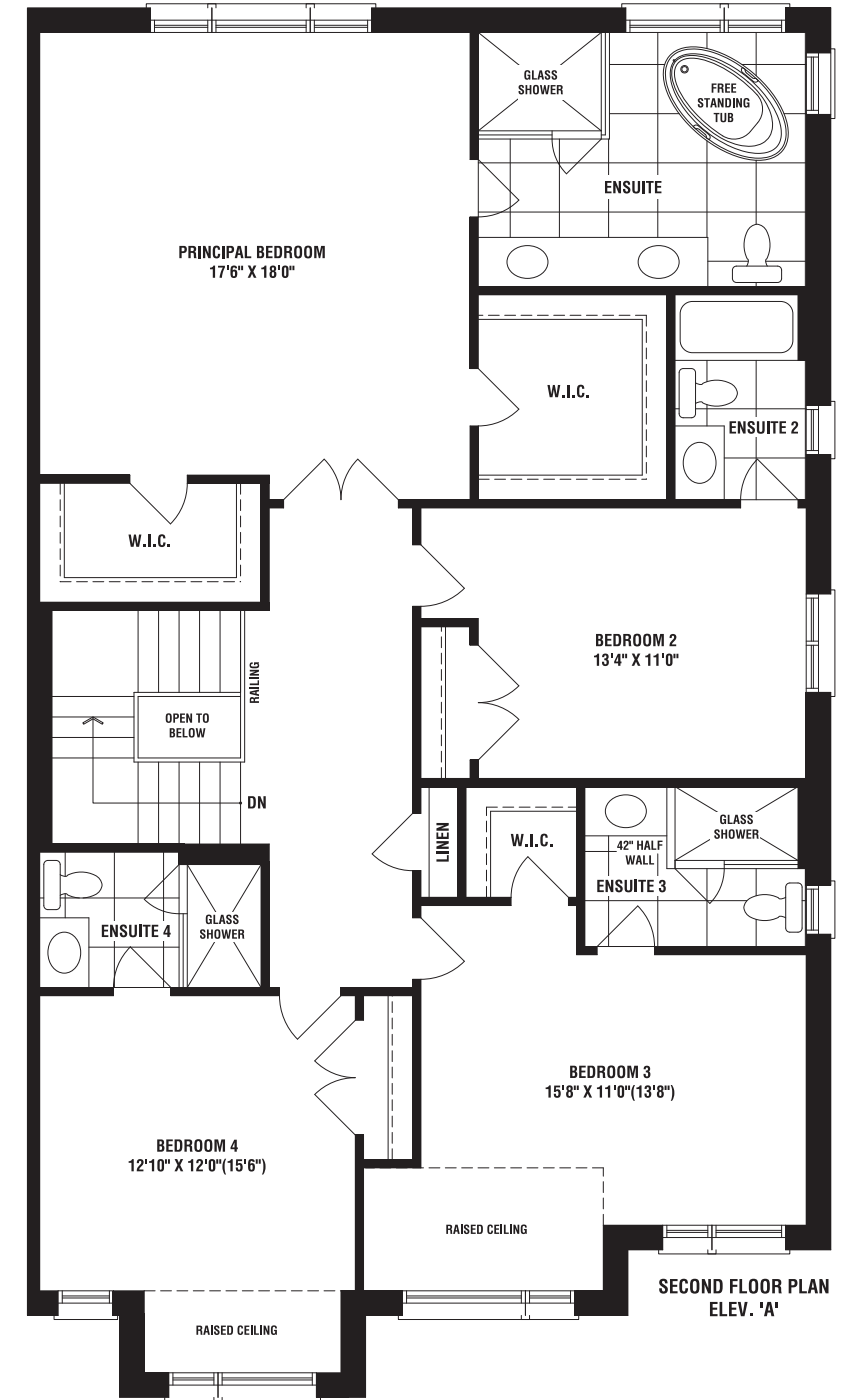 GLASS
SHOWER
FREE
STANDING
TUB
ENSUITE
PRINCIPAL BEDROOM
17'6" X 18'0"
W.I.C.
ENSUITE 2
W.I.C.
BEDROOM 2
13'4" X 11'0"
RAILING
OPEN TO
BELOW
DN
LINEN
W.I.C.
GLASS
SHOWER
42" HALF
WALL
ENSUITE 3
ENSUITE 4
GLASS
SHOWER
BEDROOM 3
15'8" X 11'0"(13'8")
BEDROOM 4
12'10" X 12'0"(15'6")
RAISED CEILING
RAISED CEILING
SECOND FLOOR PLAN
ELEV. 'A'